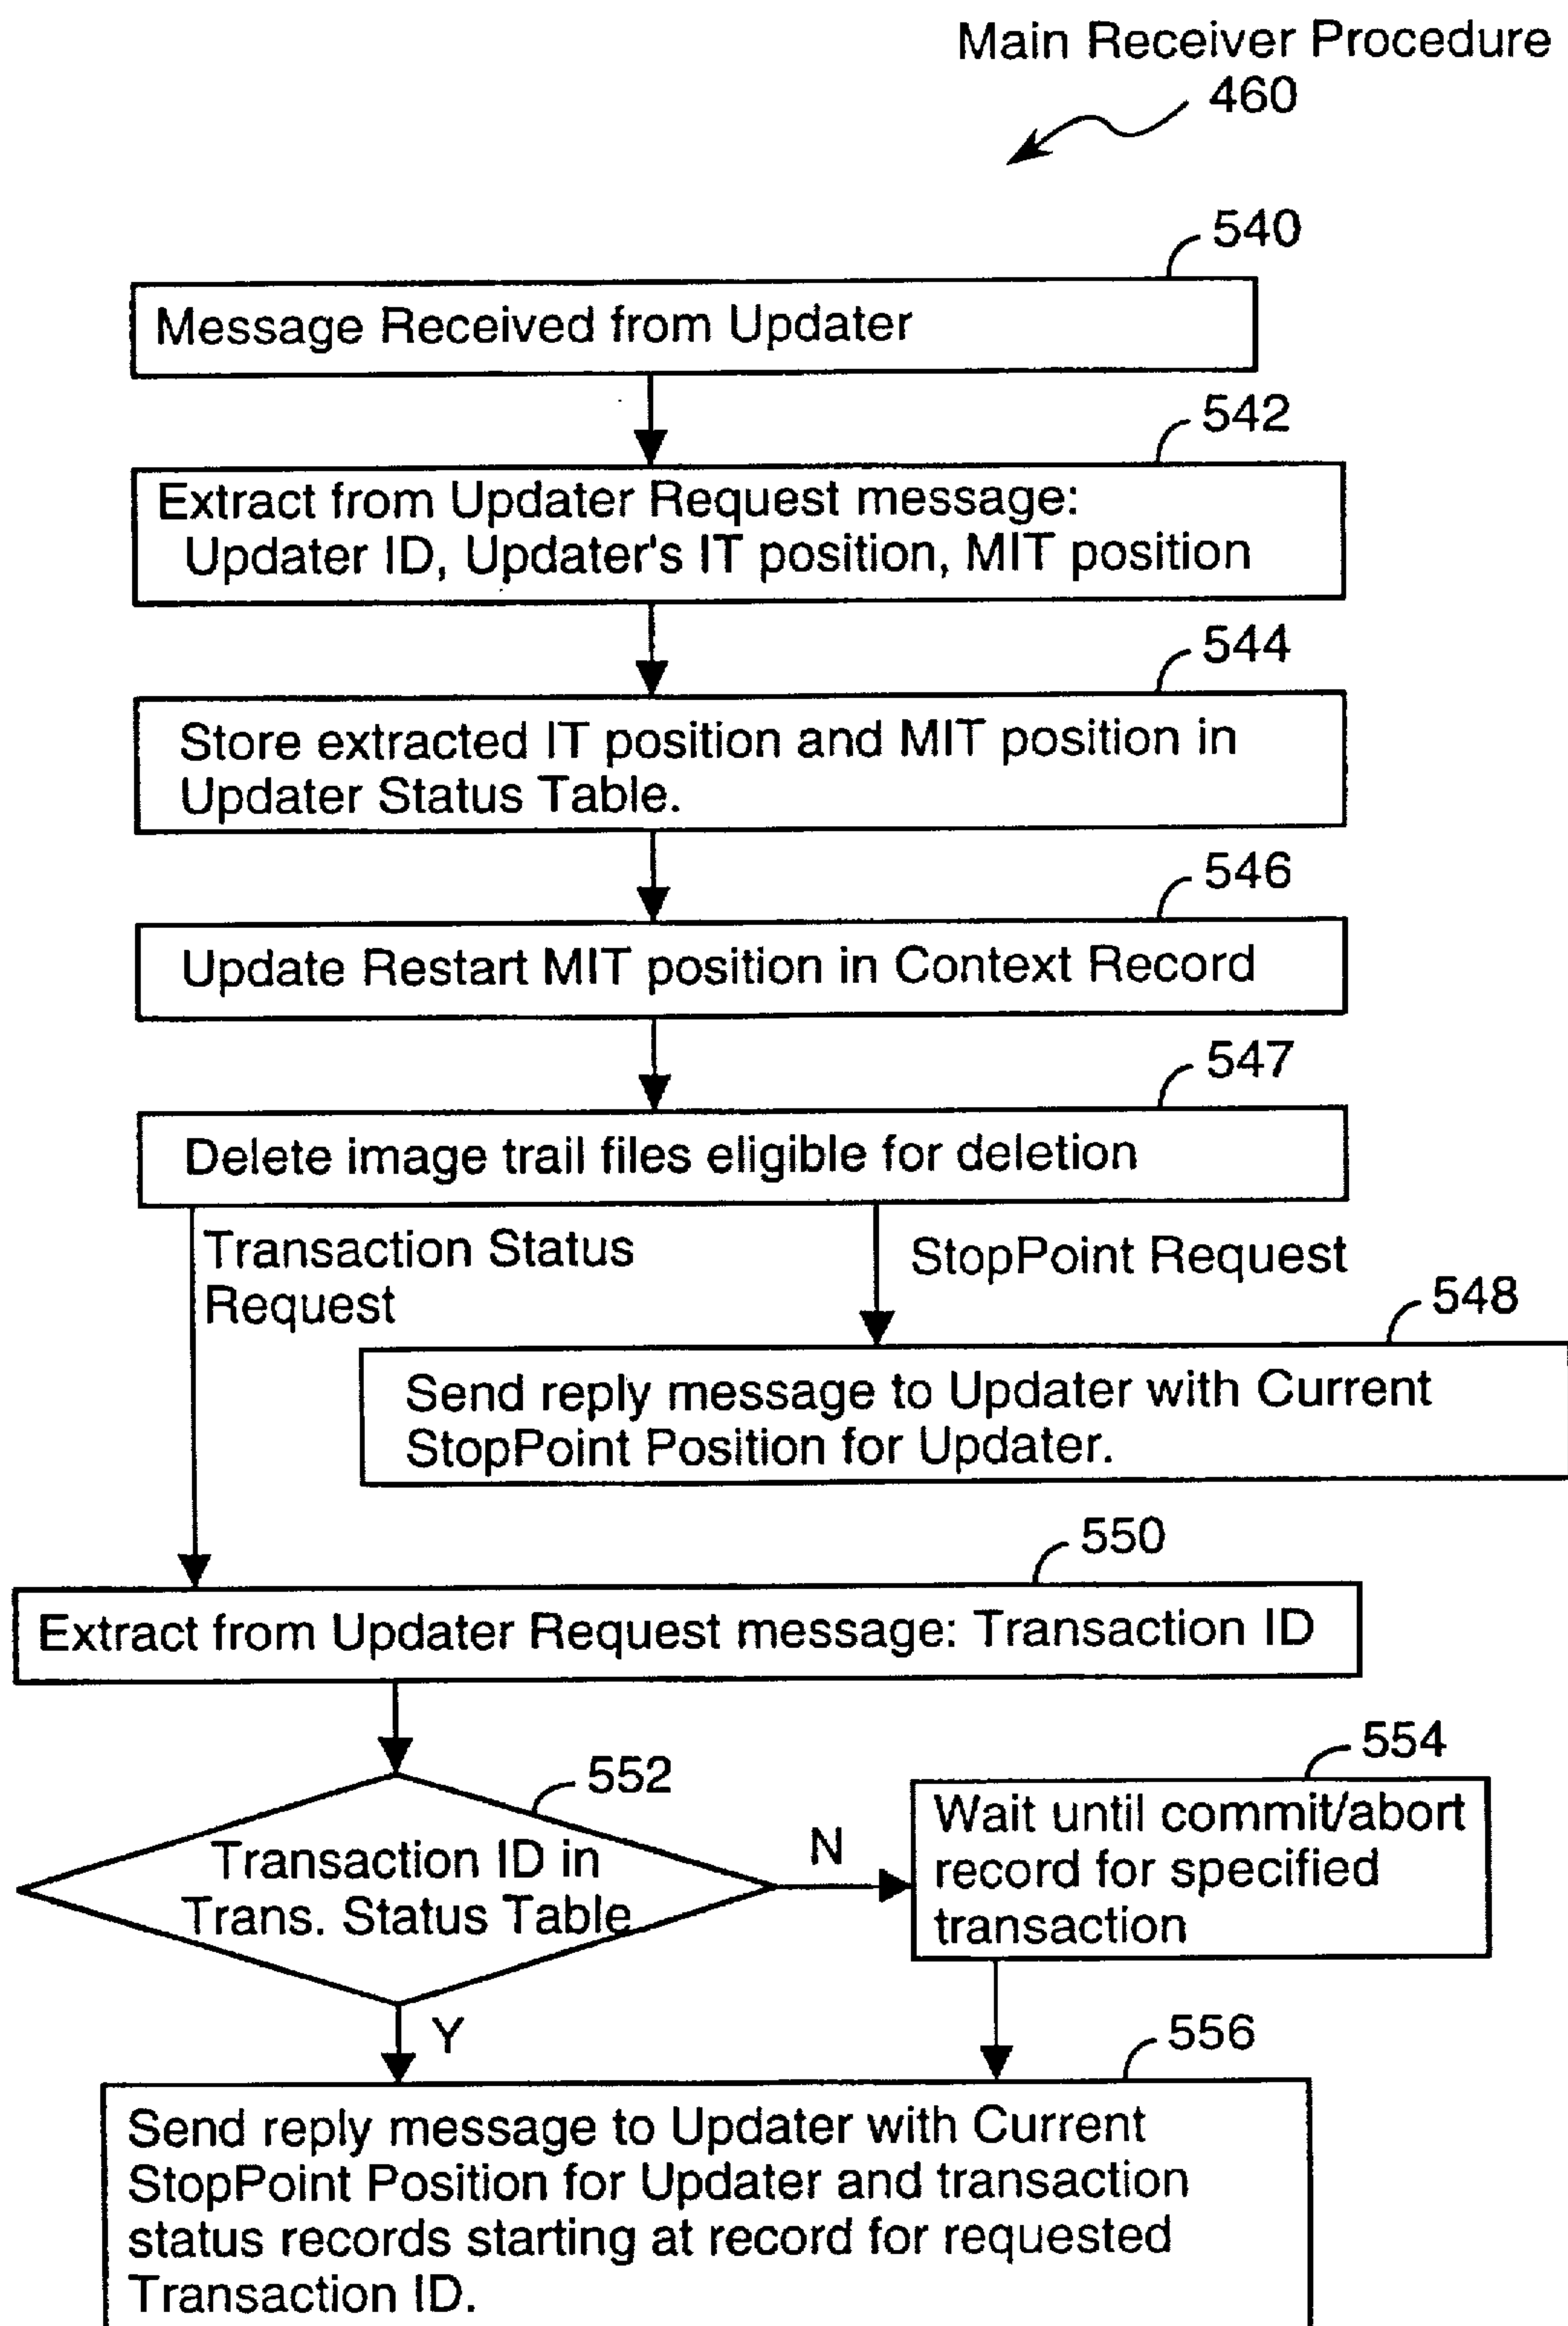 Main Receiver Procedure
460
540
Message Received from Updater
542
Extract from Updater Request message:
Updater ID, Updater's IT position, MIT position
544
Store extracted IT position and MIT position in
Updater Status Table.
546
Update Restart MIT position in Context Record
547
Delete image trail files eligible for deletion
Transaction Status
Request
StopPoint Request
548
Send reply message to Updater with Current
StopPoint Position for Updater.
550
Extract from Updater Request message: Transaction ID
552
Transaction ID in
Trans. Status Table
N
554
Wait until commit/abort
record for specified
transaction
Y
556
Send reply message to Updater with Current
StopPoint Position for Updater and transaction
status records starting at record for requested
Transaction ID.